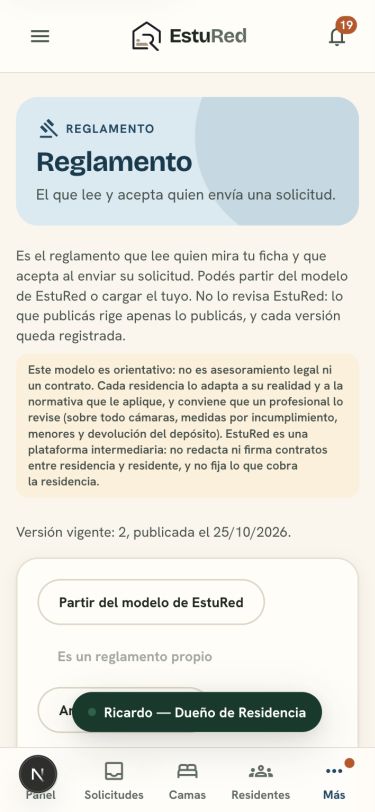 EstuRed
19
REGLAMENTO
Reglamento
El que lee y acepta quien envía una solicitud.
Es el reglamento que lee quien mira tu ficha y que
acepta al enviar su solicitud. Podés partir del modelo
de EstuRed o cargar el tuyo. No lo revisa EstuRed: lo
que publicás rige apenas lo publicás, y cada versión
queda registrada.
Este modelo es orientativo: no es asesoramiento legal ni
un contrato. Cada residencia lo adapta a su realidad y a la
normativa que le aplique, y conviene que un profesional lo
revise (sobre todo cámaras, medidas por incumplimiento,
menores y devolución del depósito). EstuRed es una
plataforma intermediaria: no redacta ni firma contratos
entre residencia y residente, y no fija lo que cobra
la residencia.
Versión vigente: 2, publicada el 25/10/2026.
Partir del modelo de EstuRed
Es un reglamento propio
Ricardo — Dueño de Residencia
N
Panel
Solicitudes
Camas
Residentes
Más